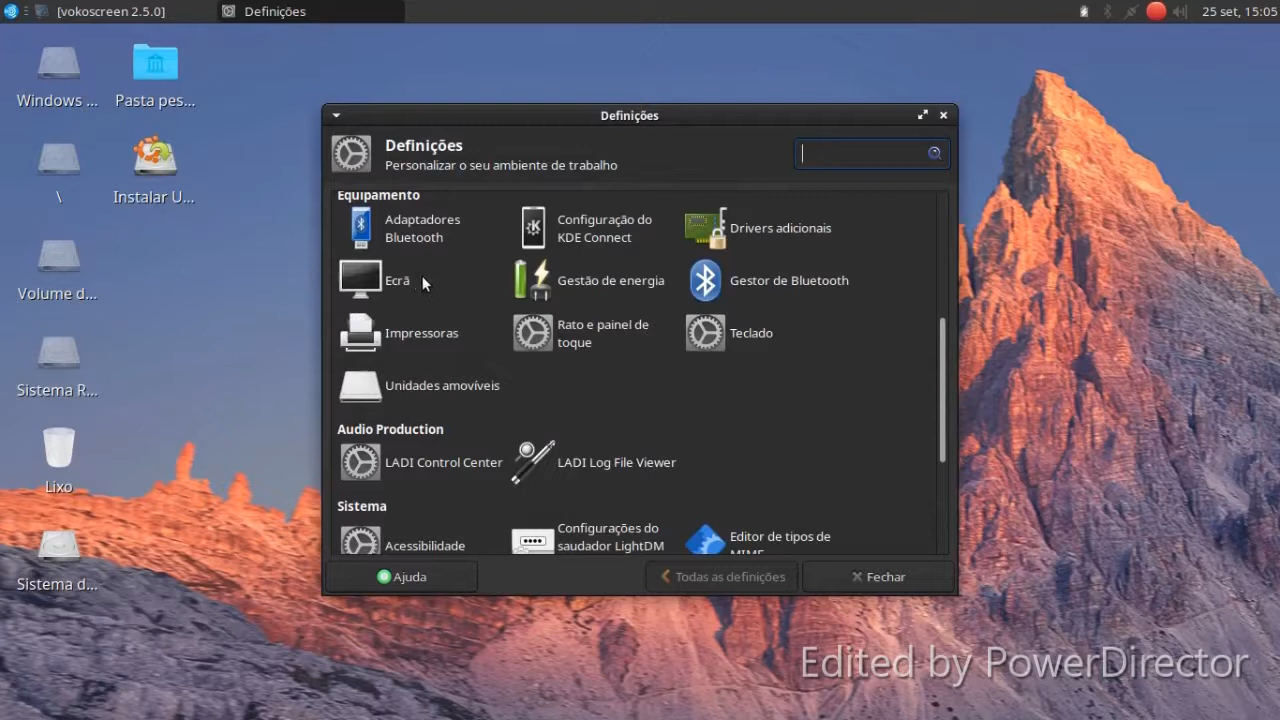 [vokoscreen 2.5.0]
Definições
25 set, 15:05
Windows ...
Pasta pes...
\
Instalar U...
Volume d...
Sistema R...
Lixo
Sistema d...
Definições
Definições
Personalizar o seu ambiente de trabalho
Equipamento
Adaptadores
Bluetooth
Configuração do
KDE Connect
Drivers adicionais
Ecrã
Gestão de energia
Gestor de Bluetooth
Impressoras
Rato e painel de
toque
Teclado
Unidades amovíveis
Audio Production
LADI Control Center
LADI Log File Viewer
Sistema
Acessibilidade
Configurações do
saudador LightDM
Editor de tipos de
MIME
Ajuda
Todas as definições
Fechar
Edited by PowerDirector